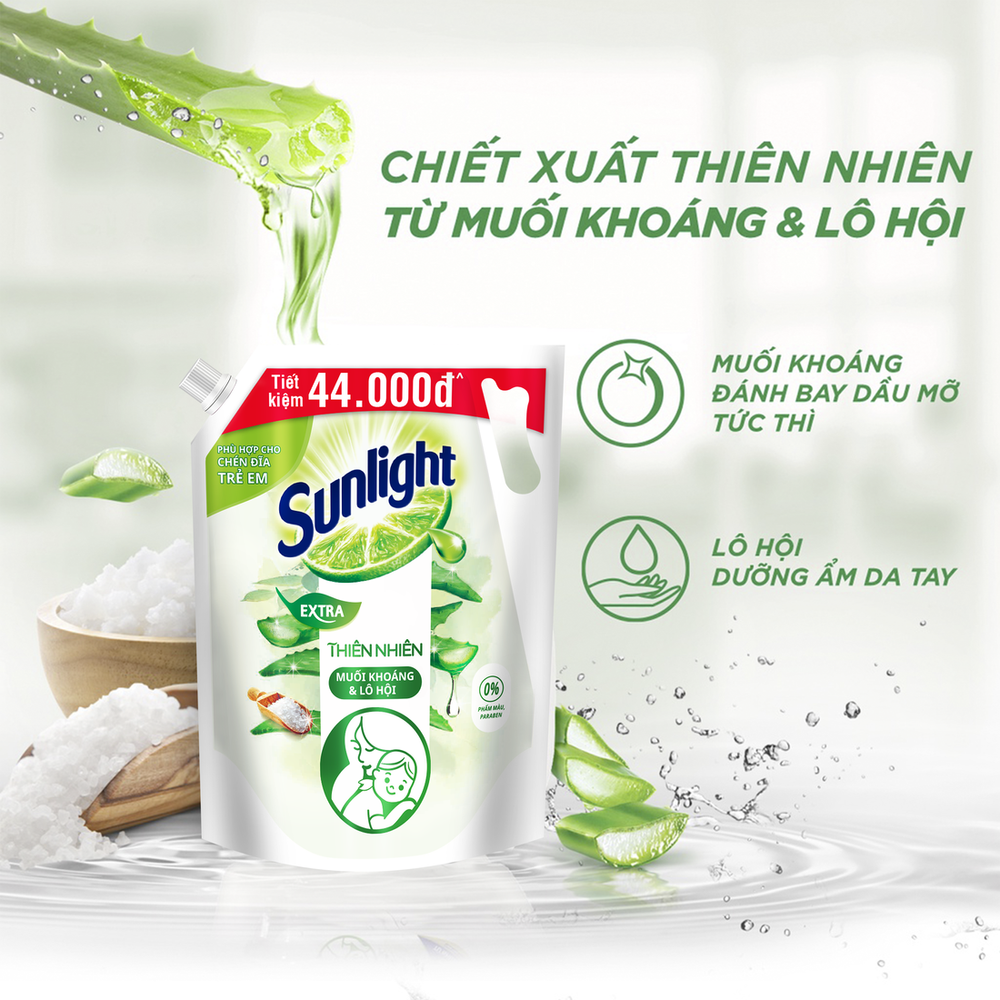 CHIẾT XUẤT THIÊN NHIÊN
TỪ MUỐI KHOÁNG & LÔ HỘI
MUỐI KHOÁNG
ĐÁNH BAY DẦU MỠ
TỨC THÌ
LÔ HỘI
DƯỠNG ẨM DA TAY
Tiết
kiệm 44.000đ^
PHÙ HỢP CHO
CHÉN ĐĨA
TRẺ EM
Sunlight
EXTRA
THIÊN NHIÊN
MUỐI KHOÁNG
& LÔ HỘI
0%
PHẨM MÀU,
PARABEN